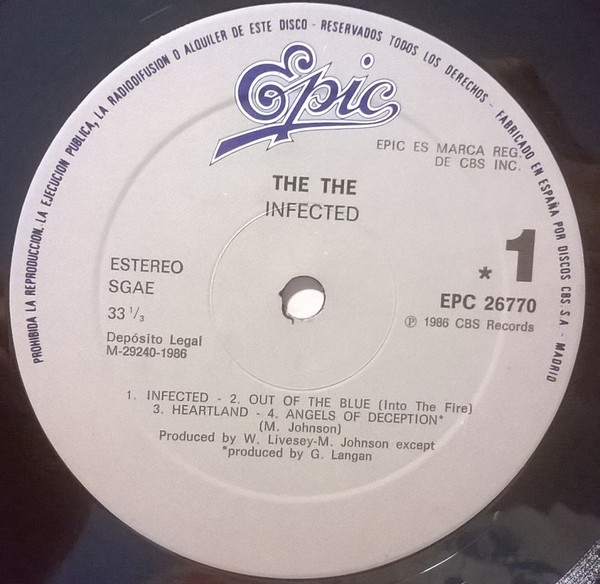 PROHIBIDA LA REPRODUCCION. LA EJECUCION PUBLICA, LA RADIODIFUSION O ALQUILER DE ESTE DISCO - RESERVADOS TODOS LOS DERECHOS - FABRICADO EN ESPAÑA POR DISCOS CBS S.A. - MADRID
Epic
EPIC ES MARCA REG.
DE CBS INC.
THE THE
INFECTED
ESTEREO
SGAE
33 1/3
Depósito Legal
M-29240-1986
* 1
EPC 26770
℗ 1986 CBS Records
1. INFECTED - 2. OUT OF THE BLUE (Into The Fire)
3. HEARTLAND - 4. ANGELS OF DECEPTION*
(M. Johnson)
Produced by W. Livesey-M. Johnson except
*produced by G. Langan